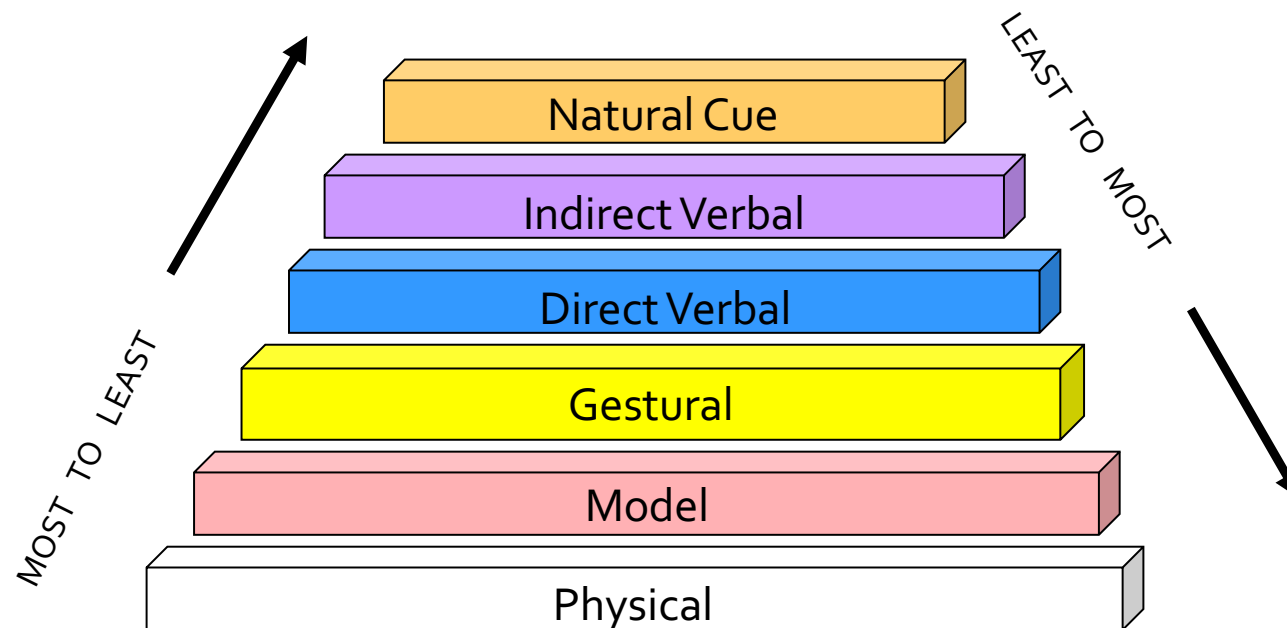 LEAST TO MOST
Natural Cue
Indirect Verbal
Direct Verbal
MOST TO LEAST
Gestural
Model
Physical